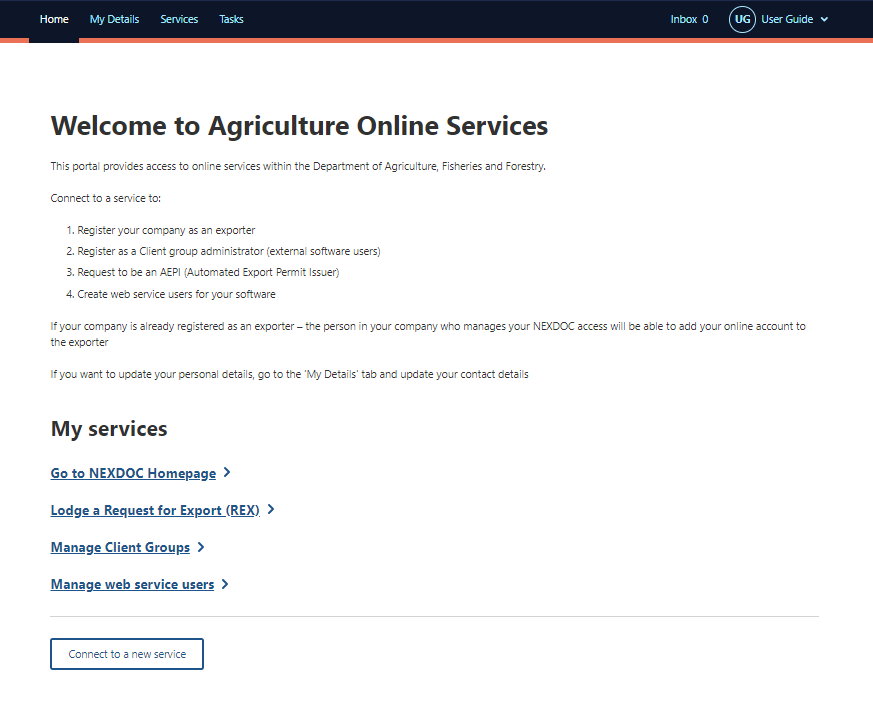 Home My Details Services Tasks Inbox 0 UG User Guide
Welcome to Agriculture Online Services
This portal provides access to online services within the Department of Agriculture, Fisheries and Forestry.
Connect to a service to:
1. Register your company as an exporter
2. Register as a Client group administrator (external software users)
3. Request to be an AEPI (Automated Export Permit Issuer)
4. Create web service users for your software
If your company is already registered as an exporter – the person in your company who manages your NEXDOC access will be able to add your online account to
the exporter
If you want to update your personal details, go to the 'My Details' tab and update your contact details
My services
Go to NEXDOC Homepage
Lodge a Request for Export (REX)
Manage Client Groups
Manage web service users
Connect to a new service